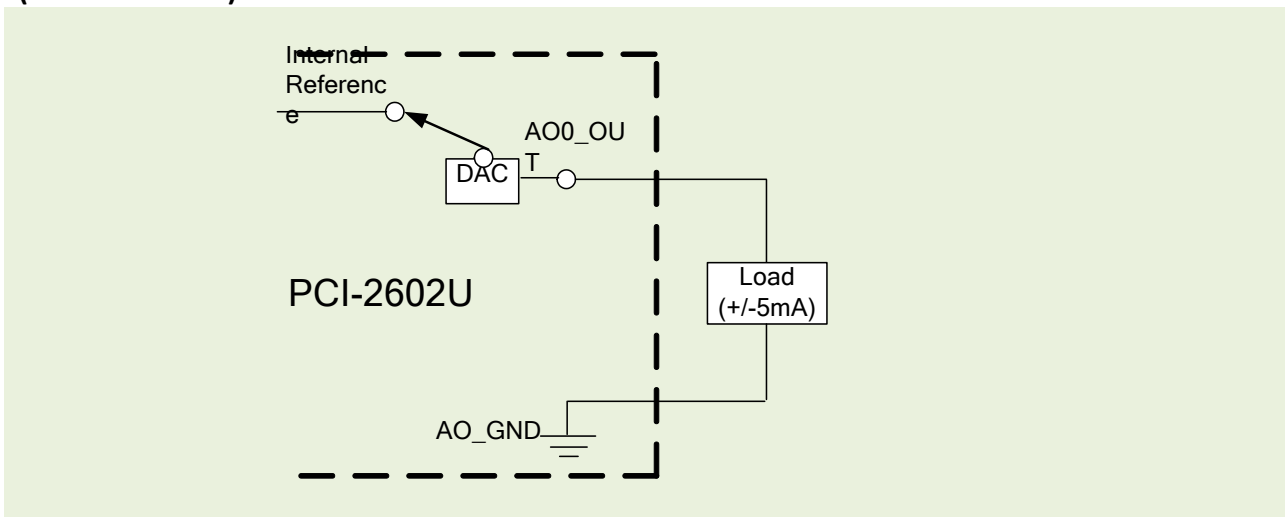 Internal
Referenc
e
AO0_OU
T
DAC
PCI-2602U
Load
(+/-5mA)
AO_GND